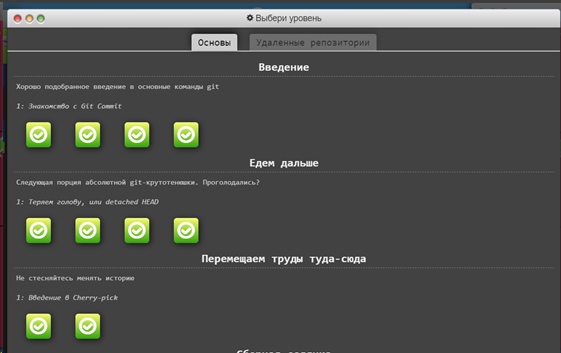 Выбери уровень
Основы
Удаленные репозитории
Введение
Хорошо подобранное введение в основные команды git
1: Знакомство с Git Commit
Едем дальше
Следующая порция абсолютной git-крутотенюшки. Проголодались?
1: Теряем голову, или detached HEAD
Перемещаем труды туда-сюда
Не стесняйтесь менять историю
1: Введение в Cherry-pick